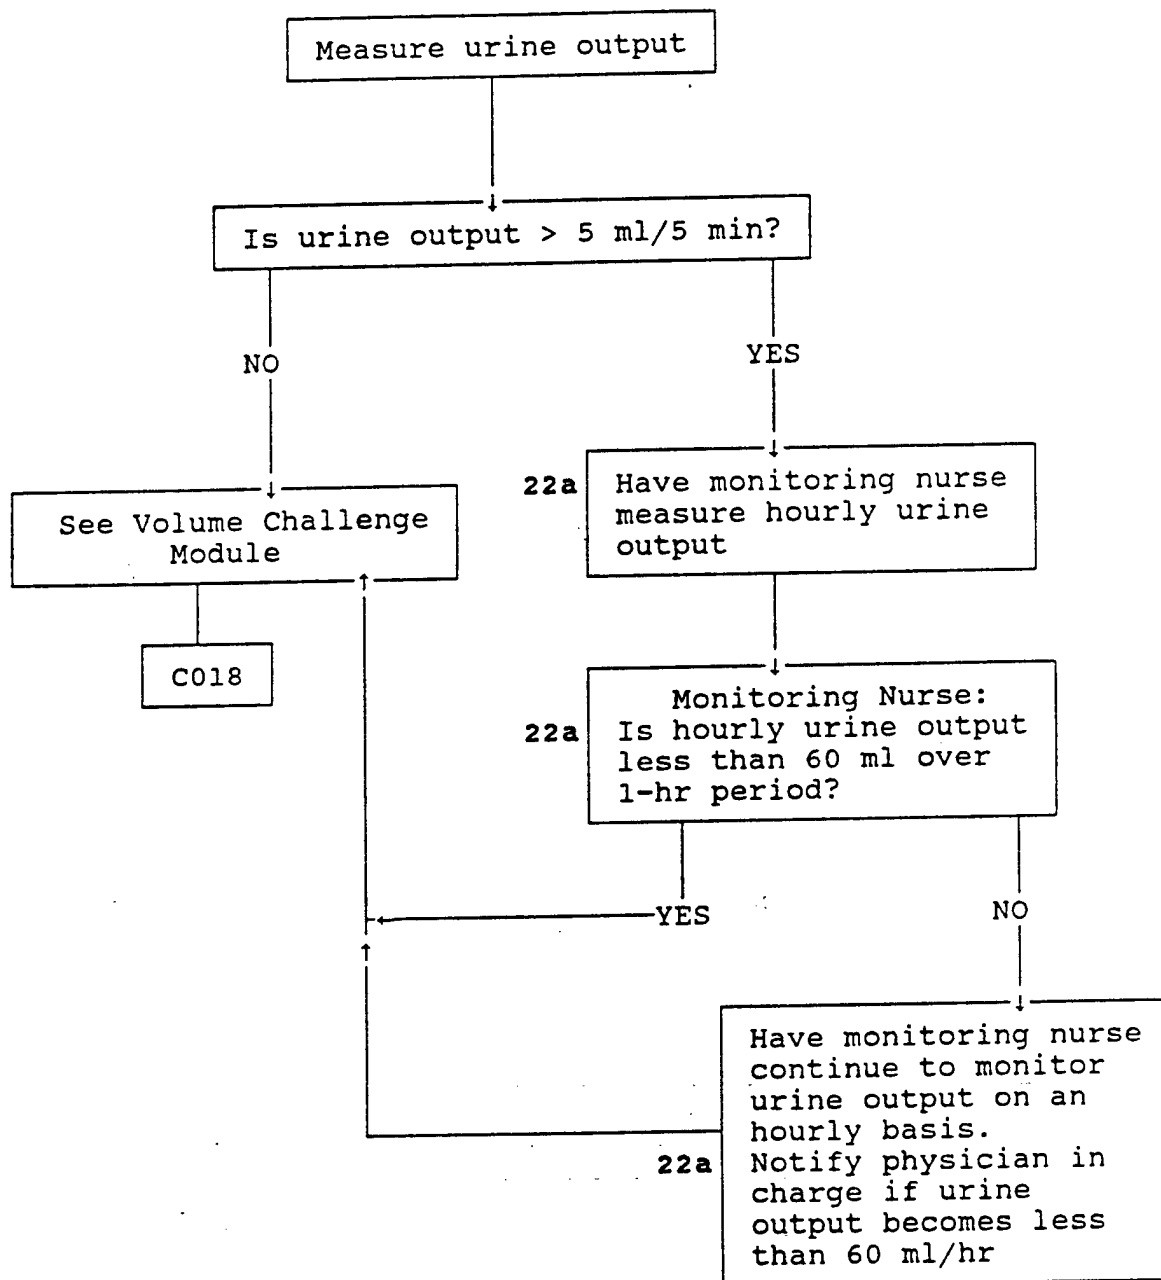 Measure urine output
Is urine output > 5 ml/5 min?
NO
YES
See Volume Challenge
Module
C018
22a
Have monitoring nurse
measure hourly urine
output
22a
Monitoring Nurse:
Is hourly urine output
less than 60 ml over
1-hr period?
YES
NO
22a
Have monitoring nurse
continue to monitor
urine output on an
hourly basis.
Notify physician in
charge if urine
output becomes less
than 60 ml/hr